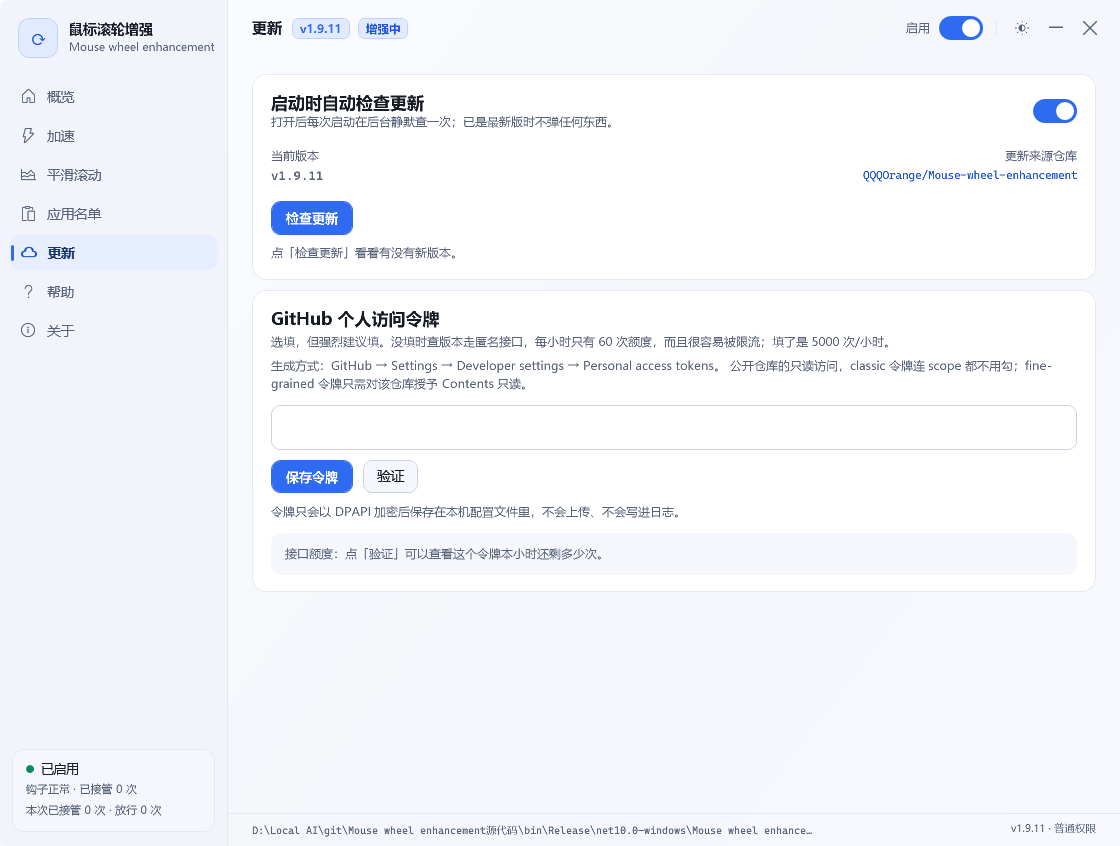 鼠标滚轮增强
Mouse wheel enhancement
概览
加速
平滑滚动
应用名单
更新
帮助
关于
已启用
钩子正常 · 已接管 0 次
本次已接管 0 次 · 放行 0 次
更新 v1.9.11 增强中
启用
启动时自动检查更新
打开后每次启动在后台静默查一次；已是最新版时不弹任何东西。
当前版本 更新来源仓库
v1.9.11 QQQOrange/Mouse-wheel-enhancement
检查更新
点「检查更新」看看有没有新版本。
GitHub 个人访问令牌
选填，但强烈建议填。没填时查版本走匿名接口，每小时只有 60 次额度，而且很容易被限流；填了是 5000 次/小时。
生成方式：GitHub → Settings → Developer settings → Personal access tokens。 公开仓库的只读访问，classic 令牌连 scope 都不用勾；fine-
grained 令牌只需对该仓库授予 Contents 只读。
保存令牌 验证
令牌只会以 DPAPI 加密后保存在本机配置文件里，不会上传、不会写进日志。
接口额度：点「验证」可以查看这个令牌本小时还剩多少次。
D:\Local AI\git\Mouse wheel enhancement源代码\bin\Release\net10.0-windows\Mouse wheel enhance…
v1.9.11 · 普通权限